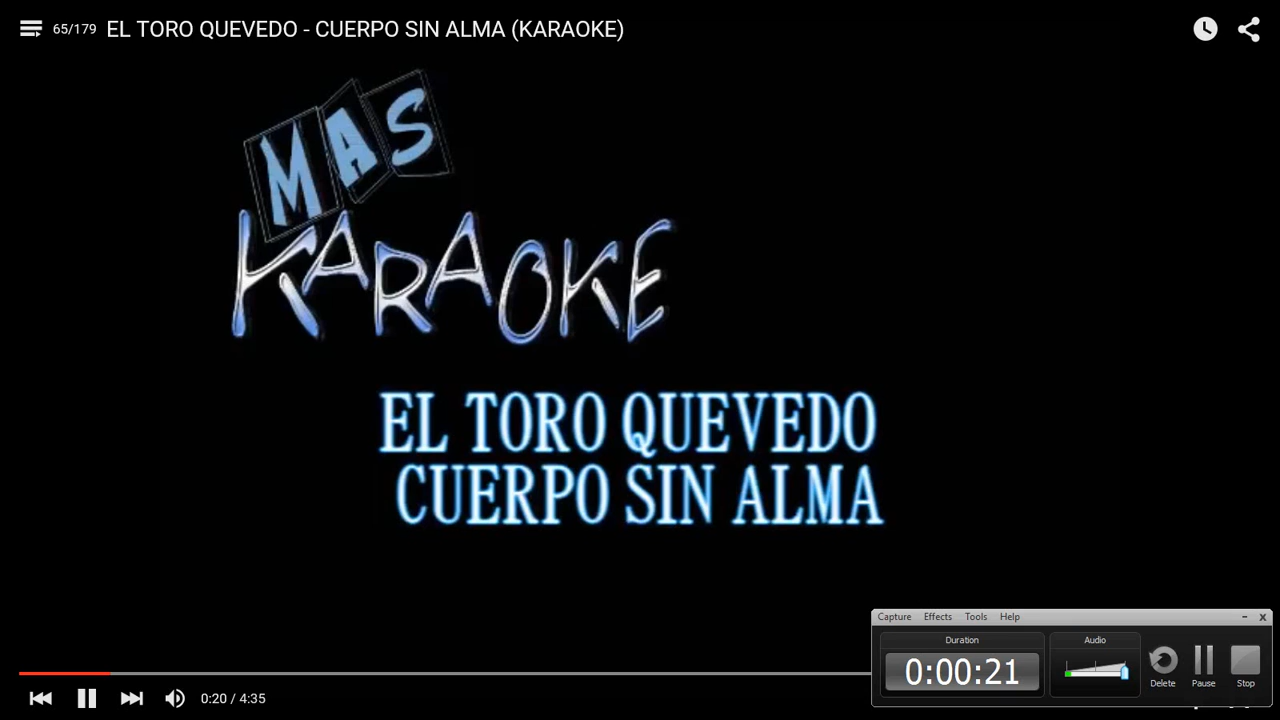 65/179 EL TORO QUEVEDO - CUERPO SIN ALMA (KARAOKE)
MAS
KARAOKE
EL TORO QUEVEDO
CUERPO SIN ALMA
Capture Effects Tools Help
Duration Audio
0:00:21
Delete Pause Stop
0:20 / 4:35